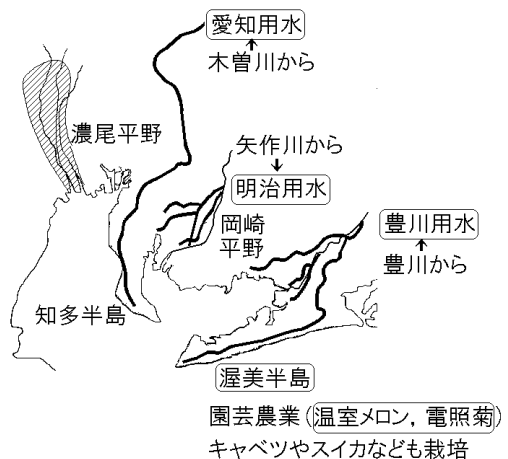 愛知用水
木曽川から
濃尾平野
矢作川から
明治用水
岡崎
平野
豊川用水
豊川から
知多半島
渥美半島
園芸農業(温室メロン，電照菊)
キャベツやスイカなども栽培